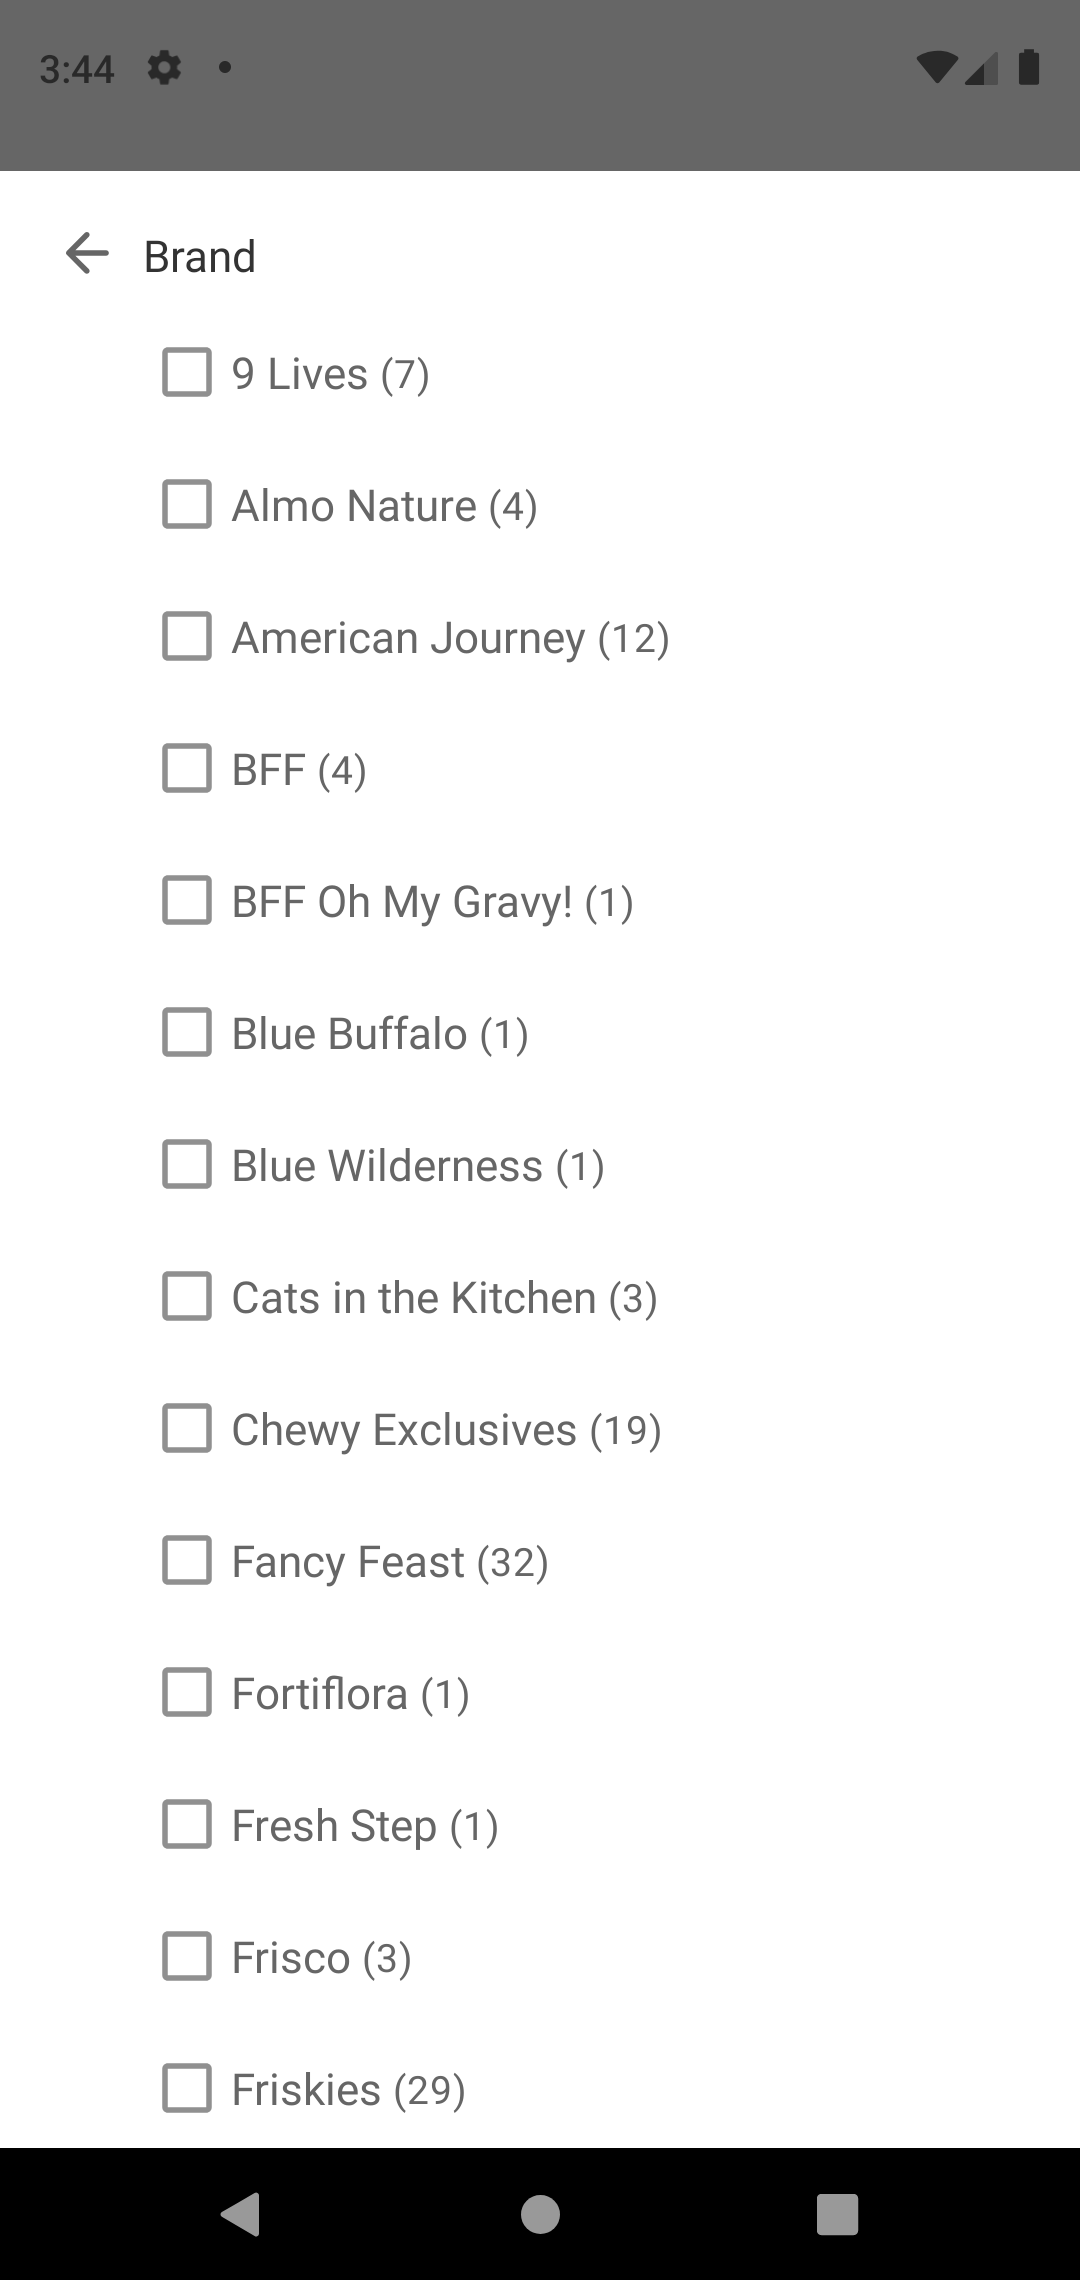 3:44
Brand
9 Lives (7)
Almo Nature (4)
American Journey (12)
BFF (4)
BFF Oh My Gravy! (1)
Blue Buffalo (1)
Blue Wilderness (1)
Cats in the Kitchen (3)
Chewy Exclusives (19)
Fancy Feast (32)
Fortiflora (1)
Fresh Step (1)
Frisco (3)
Friskies (29)